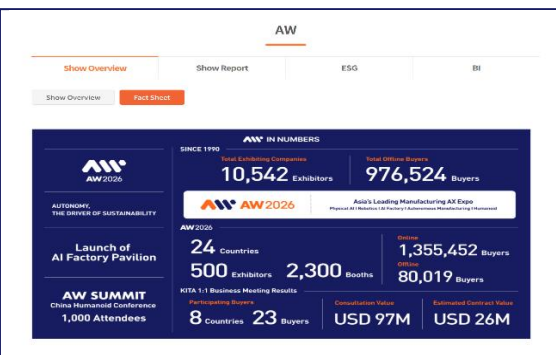 AW
Show Overview
Show Report
ESG
BI
Show Overview
Fact Sheet
AW IN NUMBERS
SINCE 1990
Total Exhibiting Companies
10,542 Exhibitors
Total Offline Buyers
976,524 Buyers
AW2026
AUTONOMY,
THE DRIVER OF SUSTAINABILITY
AW 2026
Asia's Leading Manufacturing AX Expo
Physical AI I Robotics I AI Factory I Autonomous Manufacturing I Humanoid
Launch of
AI Factory Pavilion
AW SUMMIT
China Humanoid Conference
1,000 Attendees
AW2026
24 Countries
500 Exhibitors 2,300 Booths
Online
1,355,452 Buyers
Offline
80,019 Buyers
KITA 1:1 Business Meeting Results
Participating Buyers
8 Countries 23 Buyers
Consultation Value
USD 97M
Estimated Contract Value
USD 26M